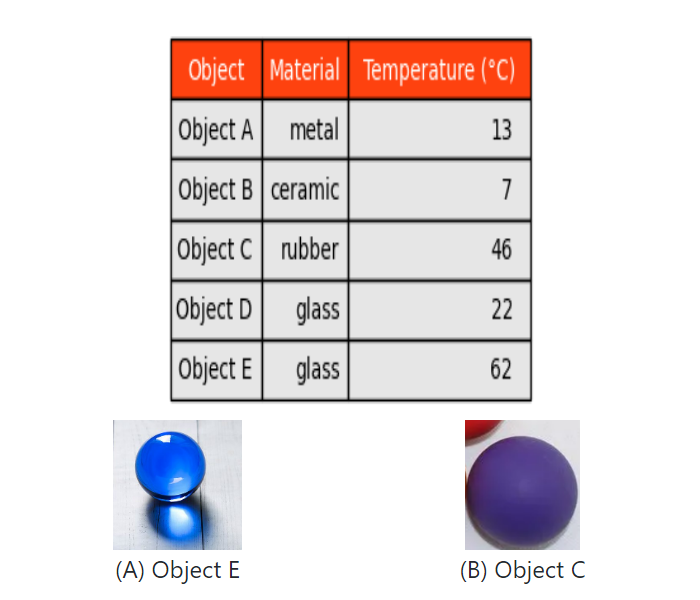 Object Material Temperature (°C)
Object A metal 13
Object B ceramic 7
Object C rubber 46
Object D glass 22
Object E glass 62
(A) Object E (B) Object C